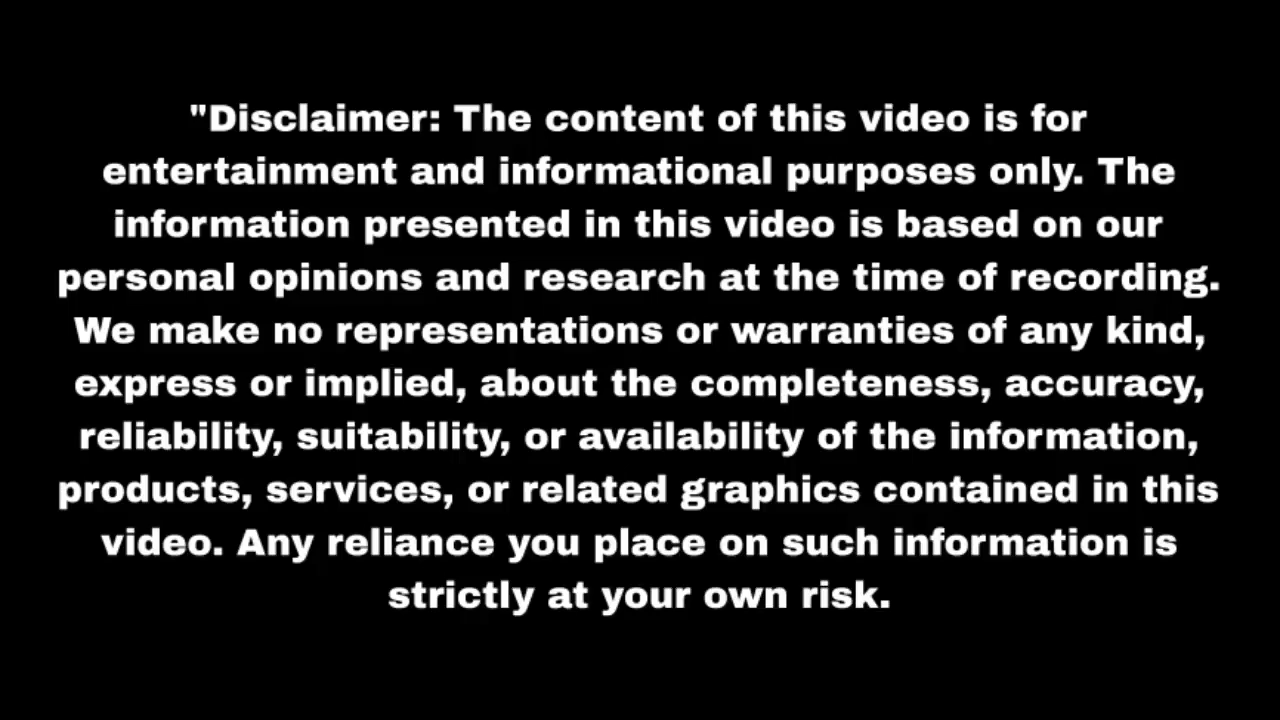 "Disclaimer: The content of this video is for
entertainment and informational purposes only. The
information presented in this video is based on our
personal opinions and research at the time of recording.
We make no representations or warranties of any kind,
express or implied, about the completeness, accuracy,
reliability, suitability, or availability of the information,
products, services, or related graphics contained in this
video. Any reliance you place on such information is
strictly at your own risk.